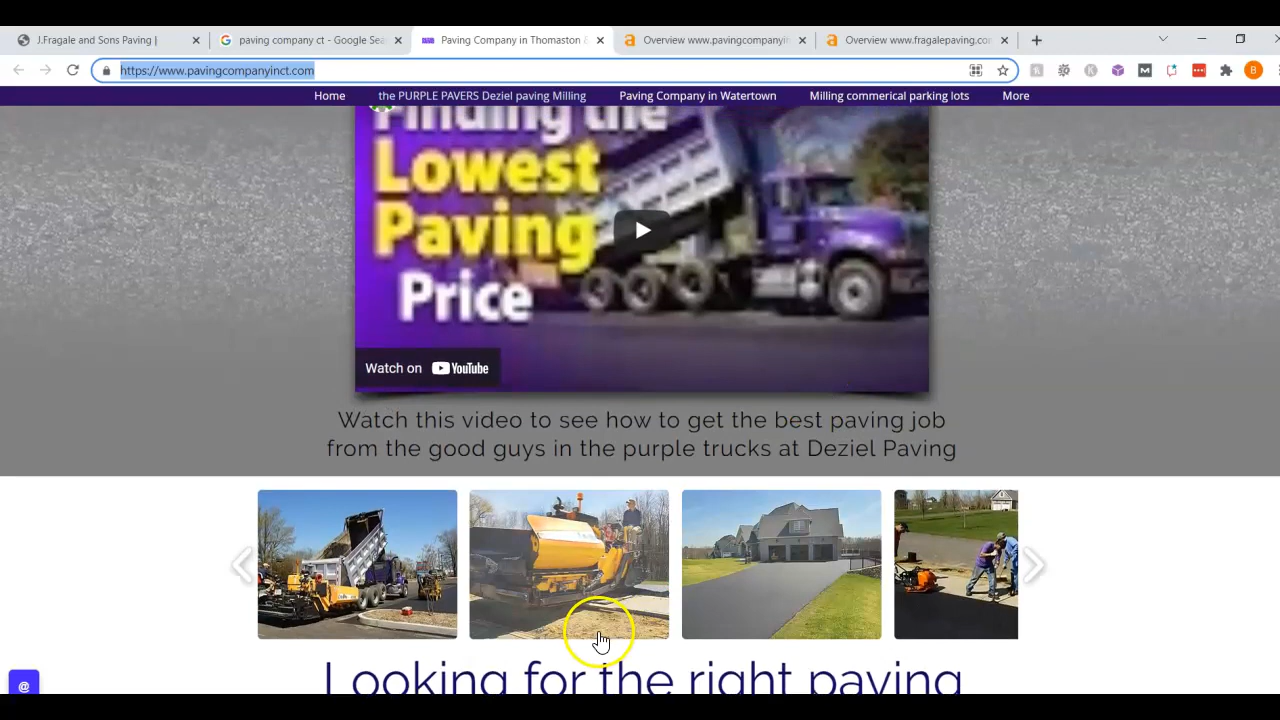 J.Fragale and Sons Paving |
paving company ct - Google Sea
Paving Company in Thomaston
Overview www.pavingcompanyin
Overview www.fragalepaving.co
https://www.pavingcompanyinct.com
B
Home the PURPLE PAVERS Deziel paving Milling Paving Company in Watertown Milling commerical parking lots More
Finding the
Lowest
Paving
Price
Watch on YouTube
Watch this video to see how to get the best paving job
from the good guys in the purple trucks at Deziel Paving
@
Looking for the right paving